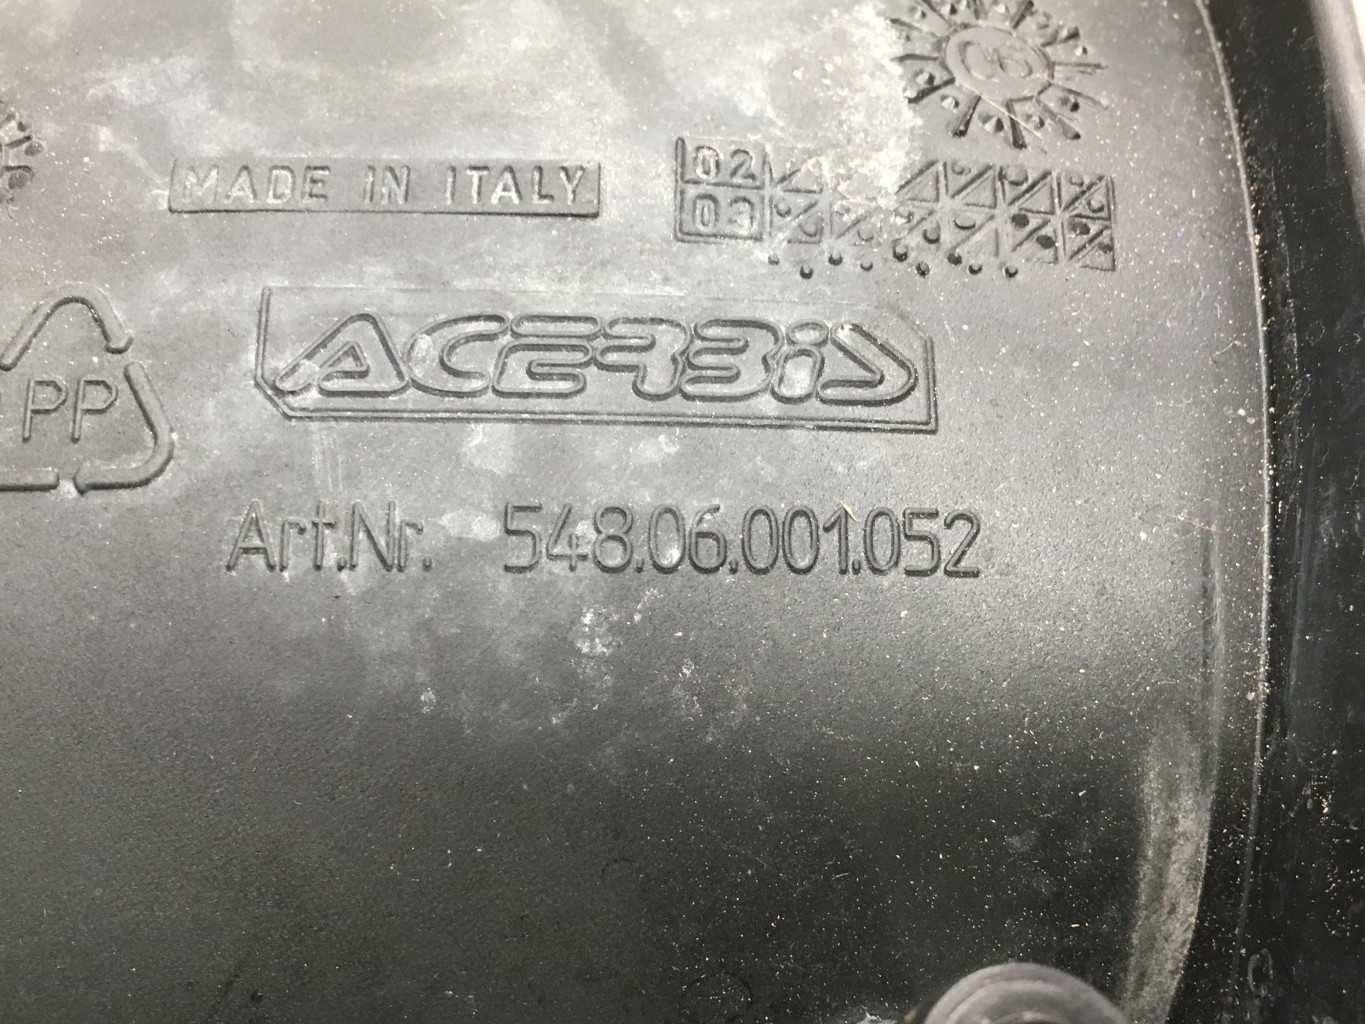 MADE IN ITALY
02
03
ACERBIS
PP
Art.Nr. 548.06.001.052